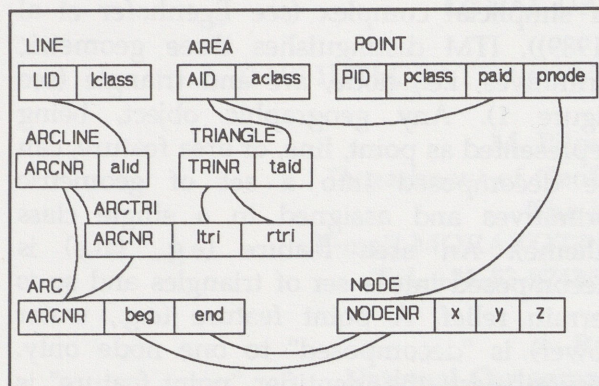 LINE AREA POINT
LID lclass AID aclass PID pclass paid pnode
ARCLINE TRIANGLE
ARCNR alid TRINR taid
ARCTRI
ARCNR ltri rtri
ARC NODE
ARCNR beg end NODENR x y z